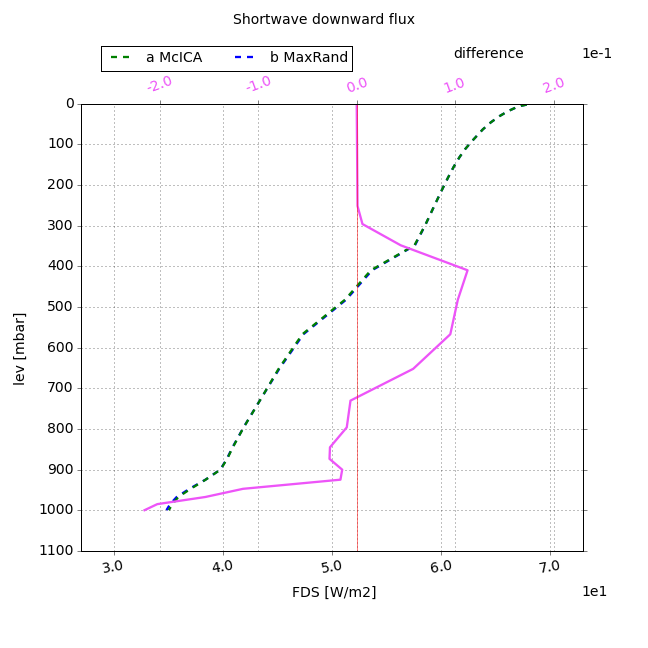 Shortwave downward flux
a McICA b MaxRand
difference 1e-1
-2.0 -1.0 0.0 1.0 2.0
0
100
200
300
400
500
600
700
800
900
1000
1100
lev [mbar]
3.0 4.0 5.0 6.0 7.0
FDS [W/m2] 1e1